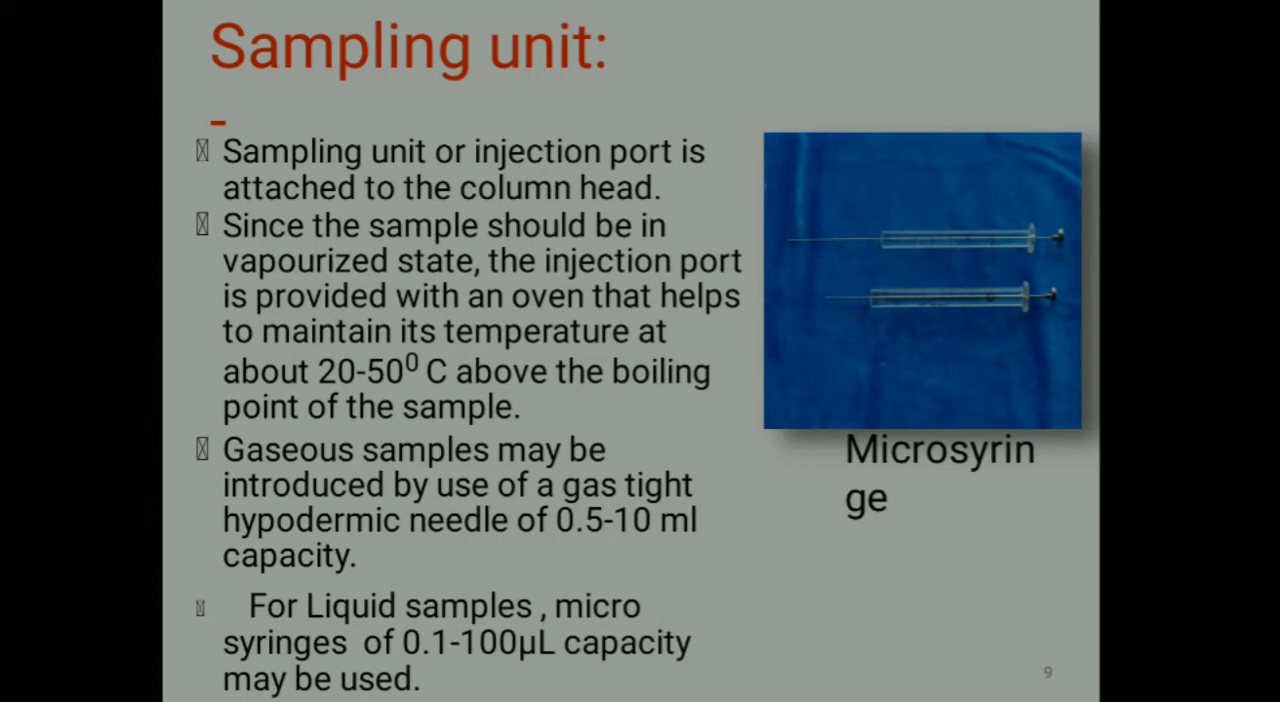 Sampling unit:
-
Sampling unit or injection port is
attached to the column head.
Since the sample should be in
vapourized state, the injection port
is provided with an oven that helps
to maintain its temperature at
about 20-50⁰ C above the boiling
point of the sample.
Gaseous samples may be
introduced by use of a gas tight
hypodermic needle of 0.5-10 ml
capacity.
For Liquid samples , micro
syringes of 0.1-100µL capacity
may be used.
Microsyrin
ge
9